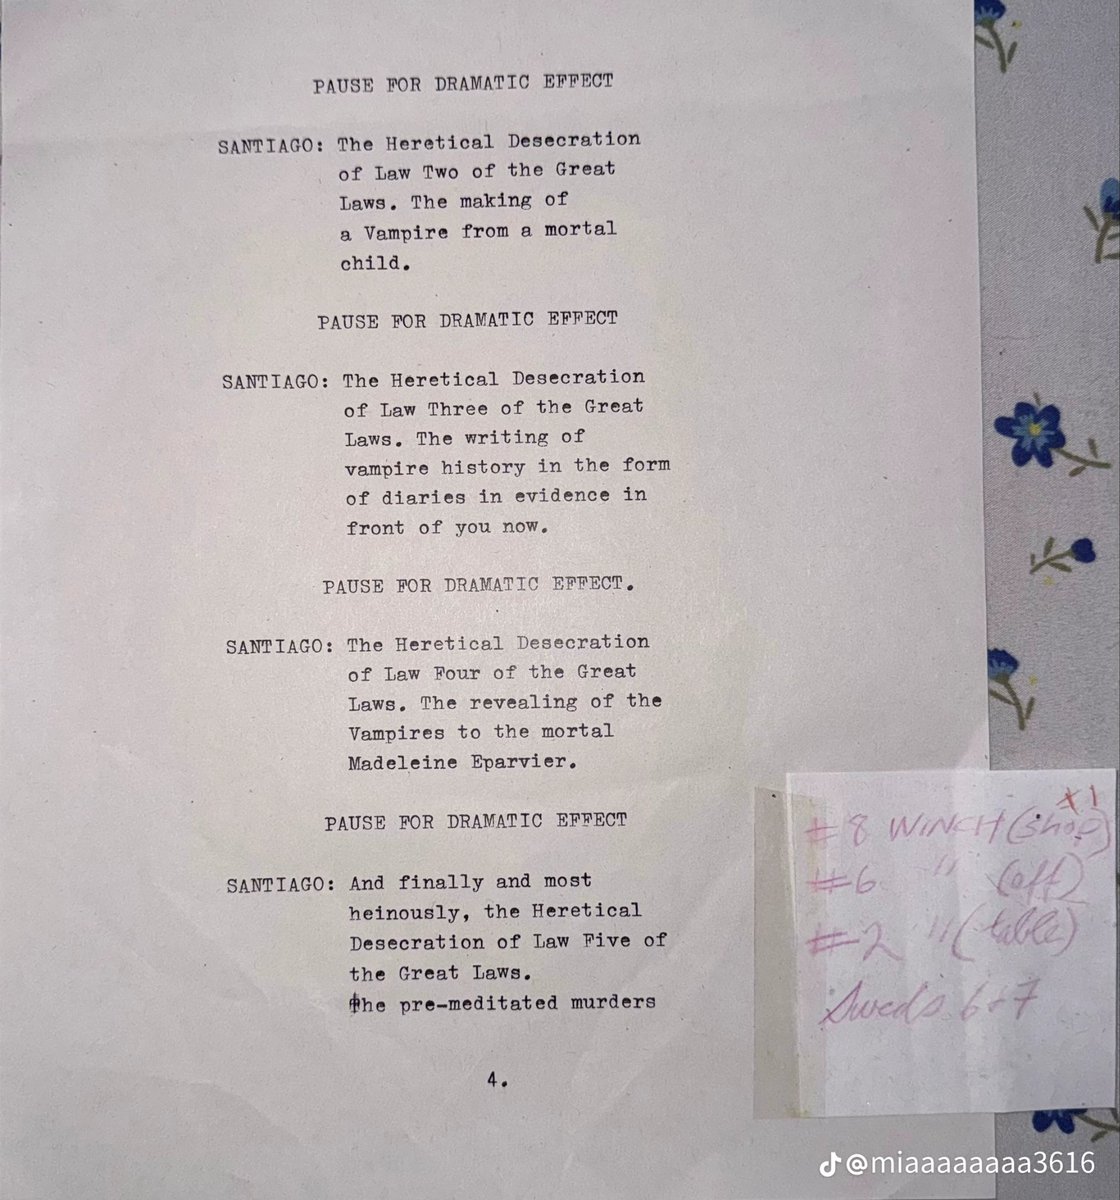 PAUSE FOR DRAMATIC EFFECT
SANTIAGO: The Heretical Desecration
of Law Two of the Great
Laws. The making of
a Vampire from a mortal
child.
PAUSE FOR DRAMATIC EFFECT
SANTIAGO: The Heretical Desecration
of Law Three of the Great
Laws. The writing of
vampire history in the form
of diaries in evidence in
front of you now.
PAUSE FOR DRAMATIC EFFECT.
SANTIAGO: The Heretical Desecration
of Law Four of the Great
Laws. The revealing of the
Vampires to the mortal
Madeleine Eparvier.
PAUSE FOR DRAMATIC EFFECT
SANTIAGO: And finally and most
heinously, the Heretical
Desecration of Law Five of
the Great Laws.
the pre-meditated murders
4.
#8 WINCH (shop)
#6 " (off)
#2 " (table)
6+7
@miaaaaaaaa3616